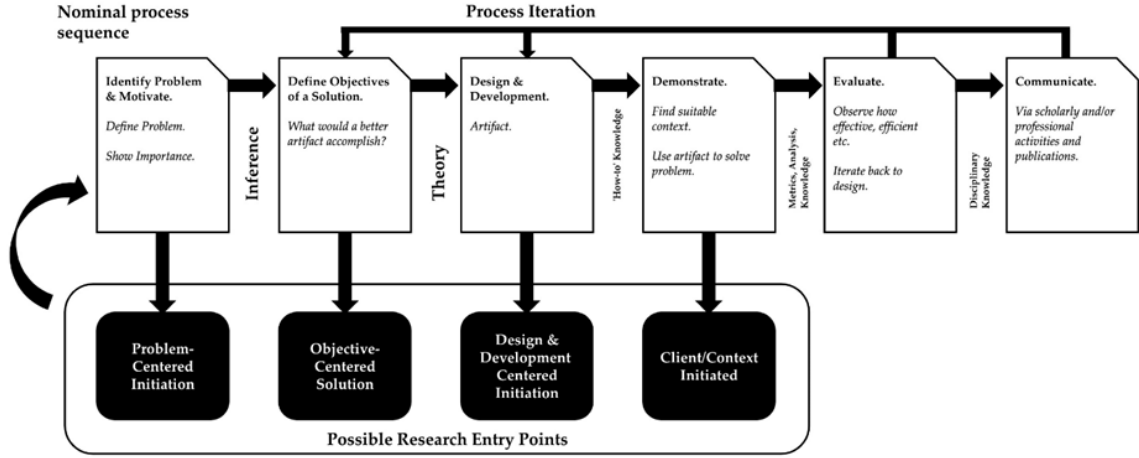 Nominal process
sequence
Process Iteration
Identify Problem
& Motivate.
Define Problem.
Show Importance.
Inference
Define Objectives
of a Solution.
What would a better
artifact accomplish?
Theory
Design &
Development.
Artifact.
'How-to' Knowledge
Demonstrate.
Find suitable
context.
Use artifact to solve
problem.
Metrics, Analysis,
Knowledge
Evaluate.
Observe how
effective, efficient
etc.
Iterate back to
design.
Disciplinary
Knowledge
Communicate.
Via scholarly and/or
professional
activities and
publications.
Problem-
Centered
Initiation
Objective-
Centered
Solution
Design &
Development
Centered
Initiation
Client/Context
Initiated
Possible Research Entry Points